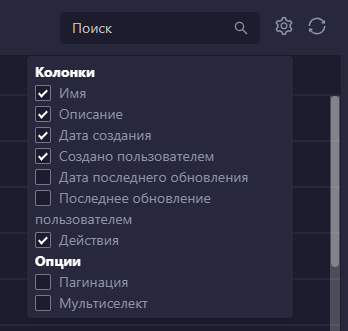 Поиск
Колонки
Имя
Описание
Дата создания
Создано пользователем
Дата последнего обновления
Последнее обновление
пользователем
Действия
Опции
Пагинация
Мультиселект